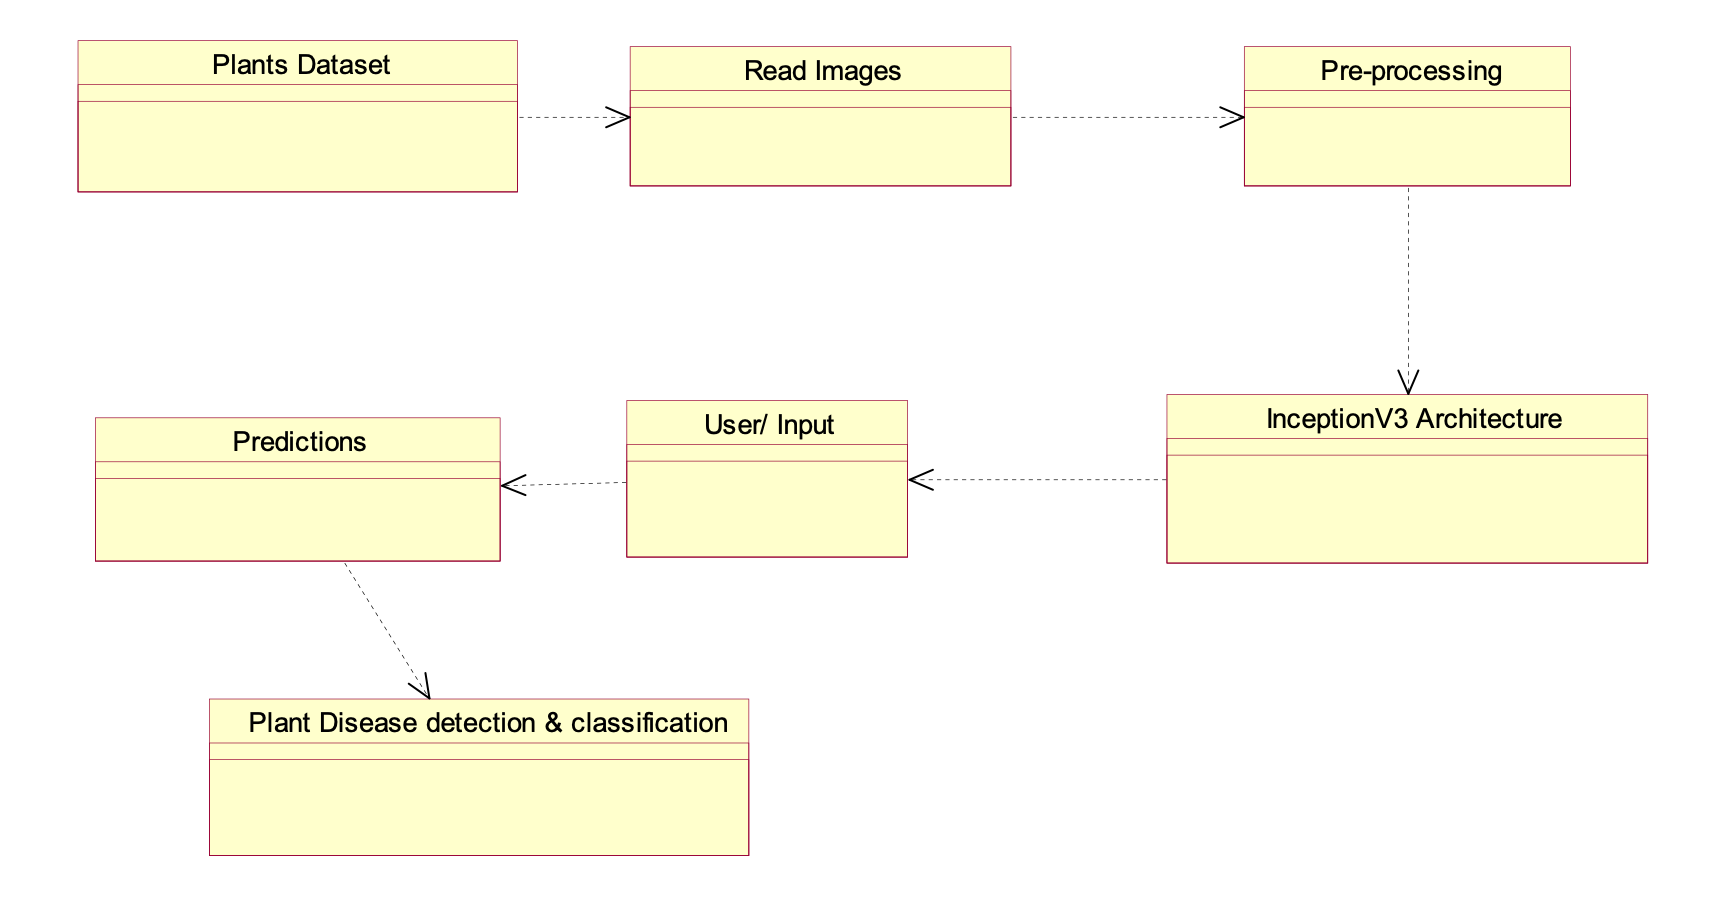 Plants Dataset
Read Images
Pre-processing
InceptionV3 Architecture
User/ Input
Predictions
Plant Disease detection & classification